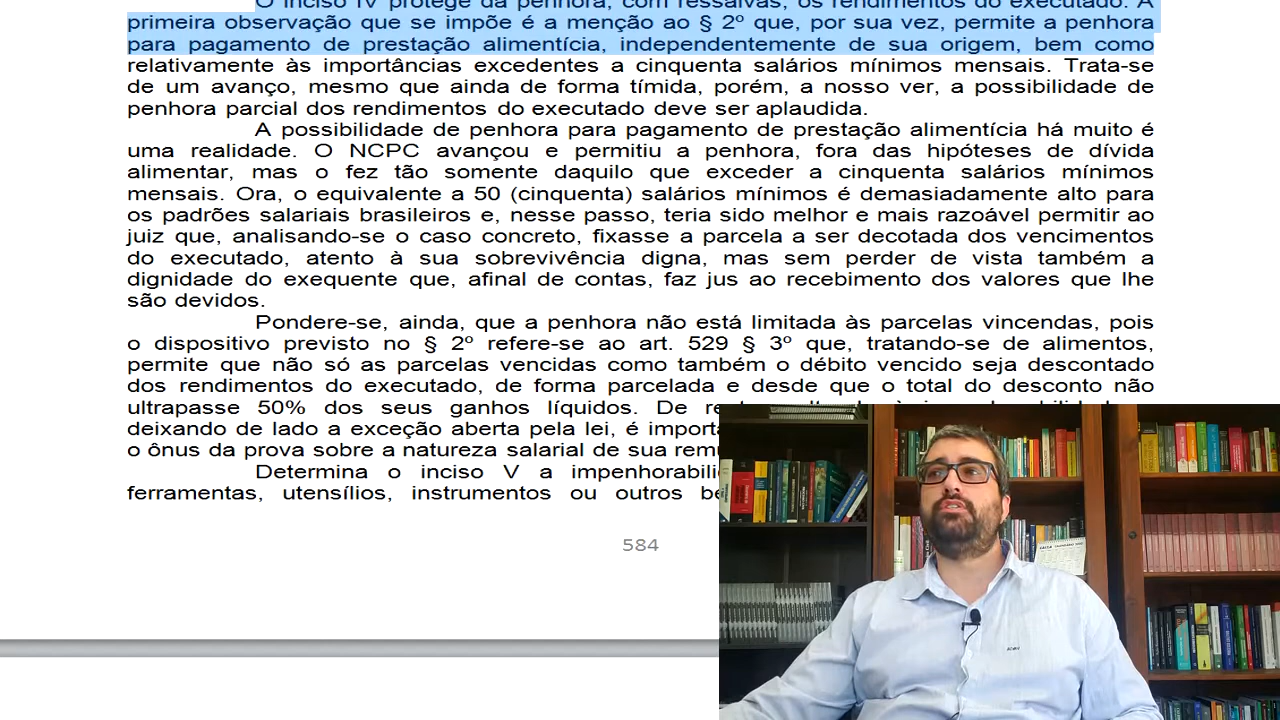 O inciso IV protege da penhora, com ressalvas, os rendimentos do executado. A
primeira observação que se impõe é a menção ao § 2º que, por sua vez, permite a penhora
para pagamento de prestação alimentícia, independentemente de sua origem, bem como
relativamente às importâncias excedentes a cinquenta salários mínimos mensais. Trata-se
de um avanço, mesmo que ainda de forma tímida, porém, a nosso ver, a possibilidade de
penhora parcial dos rendimentos do executado deve ser aplaudida.
A possibilidade de penhora para pagamento de prestação alimentícia há muito é
uma realidade. O NCPC avançou e permitiu a penhora, fora das hipóteses de dívida
alimentar, mas o fez tão somente daquilo que exceder a cinquenta salários mínimos
mensais. Ora, o equivalente a 50 (cinquenta) salários mínimos é demasiadamente alto para
os padrões salariais brasileiros e, nesse passo, teria sido melhor e mais razoável permitir ao
juiz que, analisando-se o caso concreto, fixasse a parcela a ser decotada dos vencimentos
do executado, atento à sua sobrevivência digna, mas sem perder de vista também a
dignidade do exequente que, afinal de contas, faz jus ao recebimento dos valores que lhe
são devidos.
Pondere-se, ainda, que a penhora não está limitada às parcelas vincendas, pois
o dispositivo previsto no § 2º refere-se ao art. 529 § 3º que, tratando-se de alimentos,
permite que não só as parcelas vencidas como também o débito vencido seja descontado
dos rendimentos do executado, de forma parcelada e desde que o total do desconto não
ultrapasse 50% dos seus ganhos líquidos. De
deixando de lado a exceção aberta pela lei, é
o ônus da prova sobre a natureza salarial de sua
Determina o inciso V a
ferramentas, utensílios, instrumentos ou outros
584